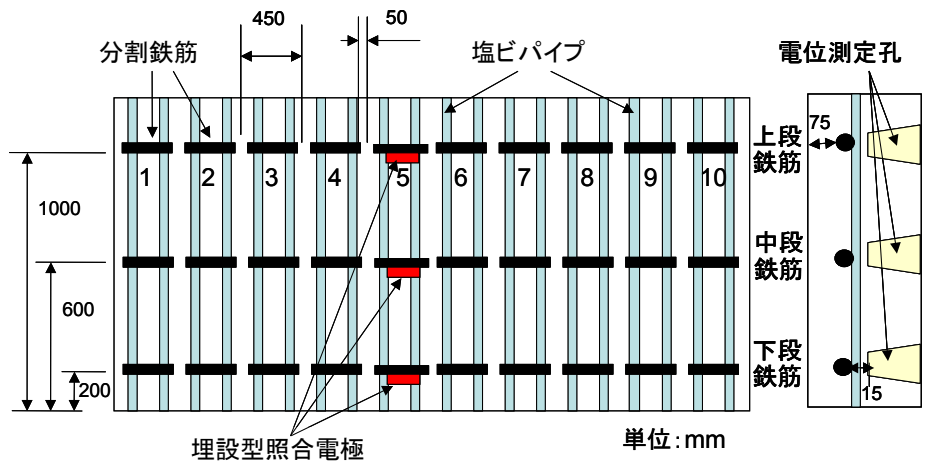 450
50
分割鉄筋
塩ビパイプ
電位測定孔
上段
鉄筋
75
1 2 3 4 5 6 7 8 9 10
1000
中段
鉄筋
600
下段
鉄筋
200
15
埋設型照合電極
単位：mm